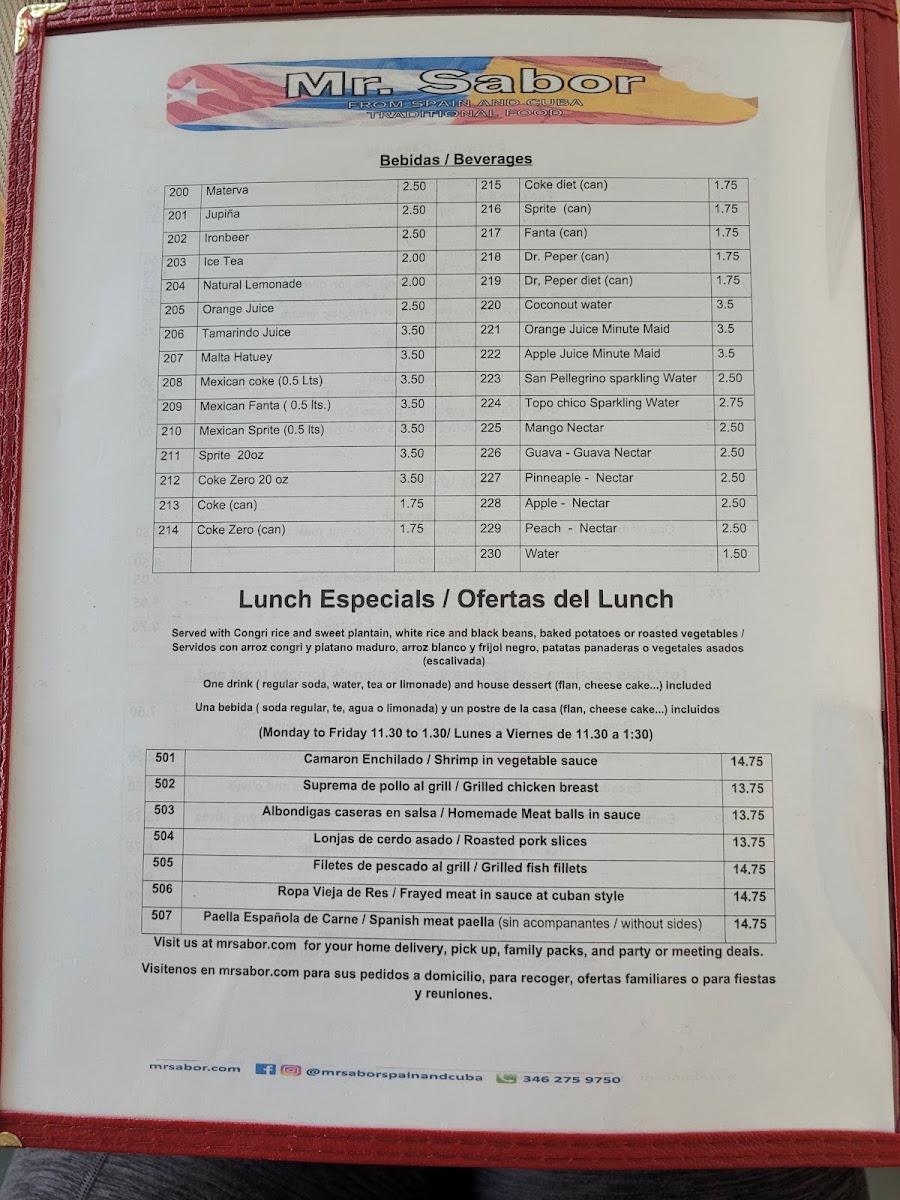 Mr. Sabor
FROM SPAIN AND CUBA
TRADITIONAL FOOD
Bebidas / Beverages
200 Materva 2.50 215 Coke diet (can) 1.75
201 Jupiña 2.50 216 Sprite (can) 1.75
202 Ironbeer 2.50 217 Fanta (can) 1.75
203 Ice Tea 2.00 218 Dr. Peper (can) 1.75
204 Natural Lemonade 2.00 219 Dr, Peper diet (can) 1.75
205 Orange Juice 2.50 220 Coconout water 3.5
206 Tamarindo Juice 3.50 221 Orange Juice Minute Maid 3.5
207 Malta Hatuey 3.50 222 Apple Juice Minute Maid 3.5
208 Mexican coke (0.5 Lts) 3.50 223 San Pellegrino sparkling Water 2.50
209 Mexican Fanta ( 0.5 lts.) 3.50 224 Topo chico Sparkling Water 2.75
210 Mexican Sprite (0.5 lts) 3.50 225 Mango Nectar 2.50
211 Sprite 20oz 3.50 226 Guava - Guava Nectar 2.50
212 Coke Zero 20 oz 3.50 227 Pinneaple - Nectar 2.50
213 Coke (can) 1.75 228 Apple - Nectar 2.50
214 Coke Zero (can) 1.75 229 Peach - Nectar 2.50
230 Water 1.50
Lunch Especials / Ofertas del Lunch
Served with Congri rice and sweet plantain, white rice and black beans, baked potatoes or roasted vegetables /
Servidos con arroz congri y platano maduro, arroz blanco y frijol negro, patatas panaderas o vegetales asados
(escalivada)
One drink ( regular soda, water, tea or limonade) and house dessert (flan, cheese cake...) included
Una bebida ( soda regular, te, agua o limonada) y un postre de la casa (flan, cheese cake...) incluidos
(Monday to Friday 11.30 to 1.30/ Lunes a Viernes de 11.30 a 1:30)
501 Camaron Enchilado / Shrimp in vegetable sauce 14.75
502 Suprema de pollo al grill / Grilled chicken breast 13.75
503 Albondigas caseras en salsa / Homemade Meat balls in sauce 13.75
504 Lonjas de cerdo asado / Roasted pork slices 13.75
505 Filetes de pescado al grill / Grilled fish fillets 14.75
506 Ropa Vieja de Res / Frayed meat in sauce at cuban style 14.75
507 Paella Española de Carne / Spanish meat paella (sin acompanantes / without sides) 14.75
Visit us at mrsabor.com for your home delivery, pick up, family packs, and party or meeting deals.
Visitenos en mrsabor.com para sus pedidos a domicilio, para recoger, ofertas familiares o para fiestas
y reuniones.
mrsabor.com @mrsaborspainandcuba 346 275 9750